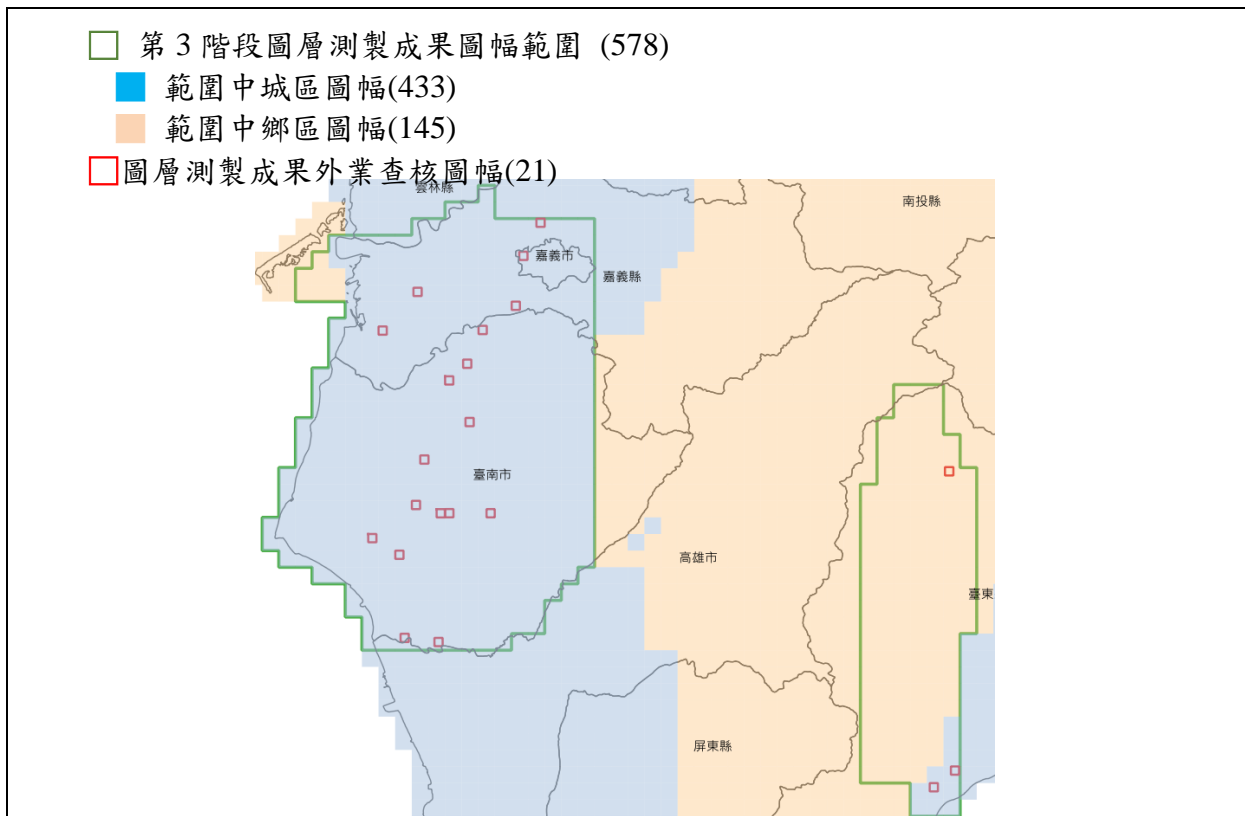 第 3 階段圖層測製成果圖幅範圍 (578)
範圍中城區圖幅(433)
範圍中鄉區圖幅(145)
圖層測製成果外業查核圖幅(21)
雲林縣
南投縣
嘉義市
嘉義縣
臺南市
高雄市
臺東
屏東縣